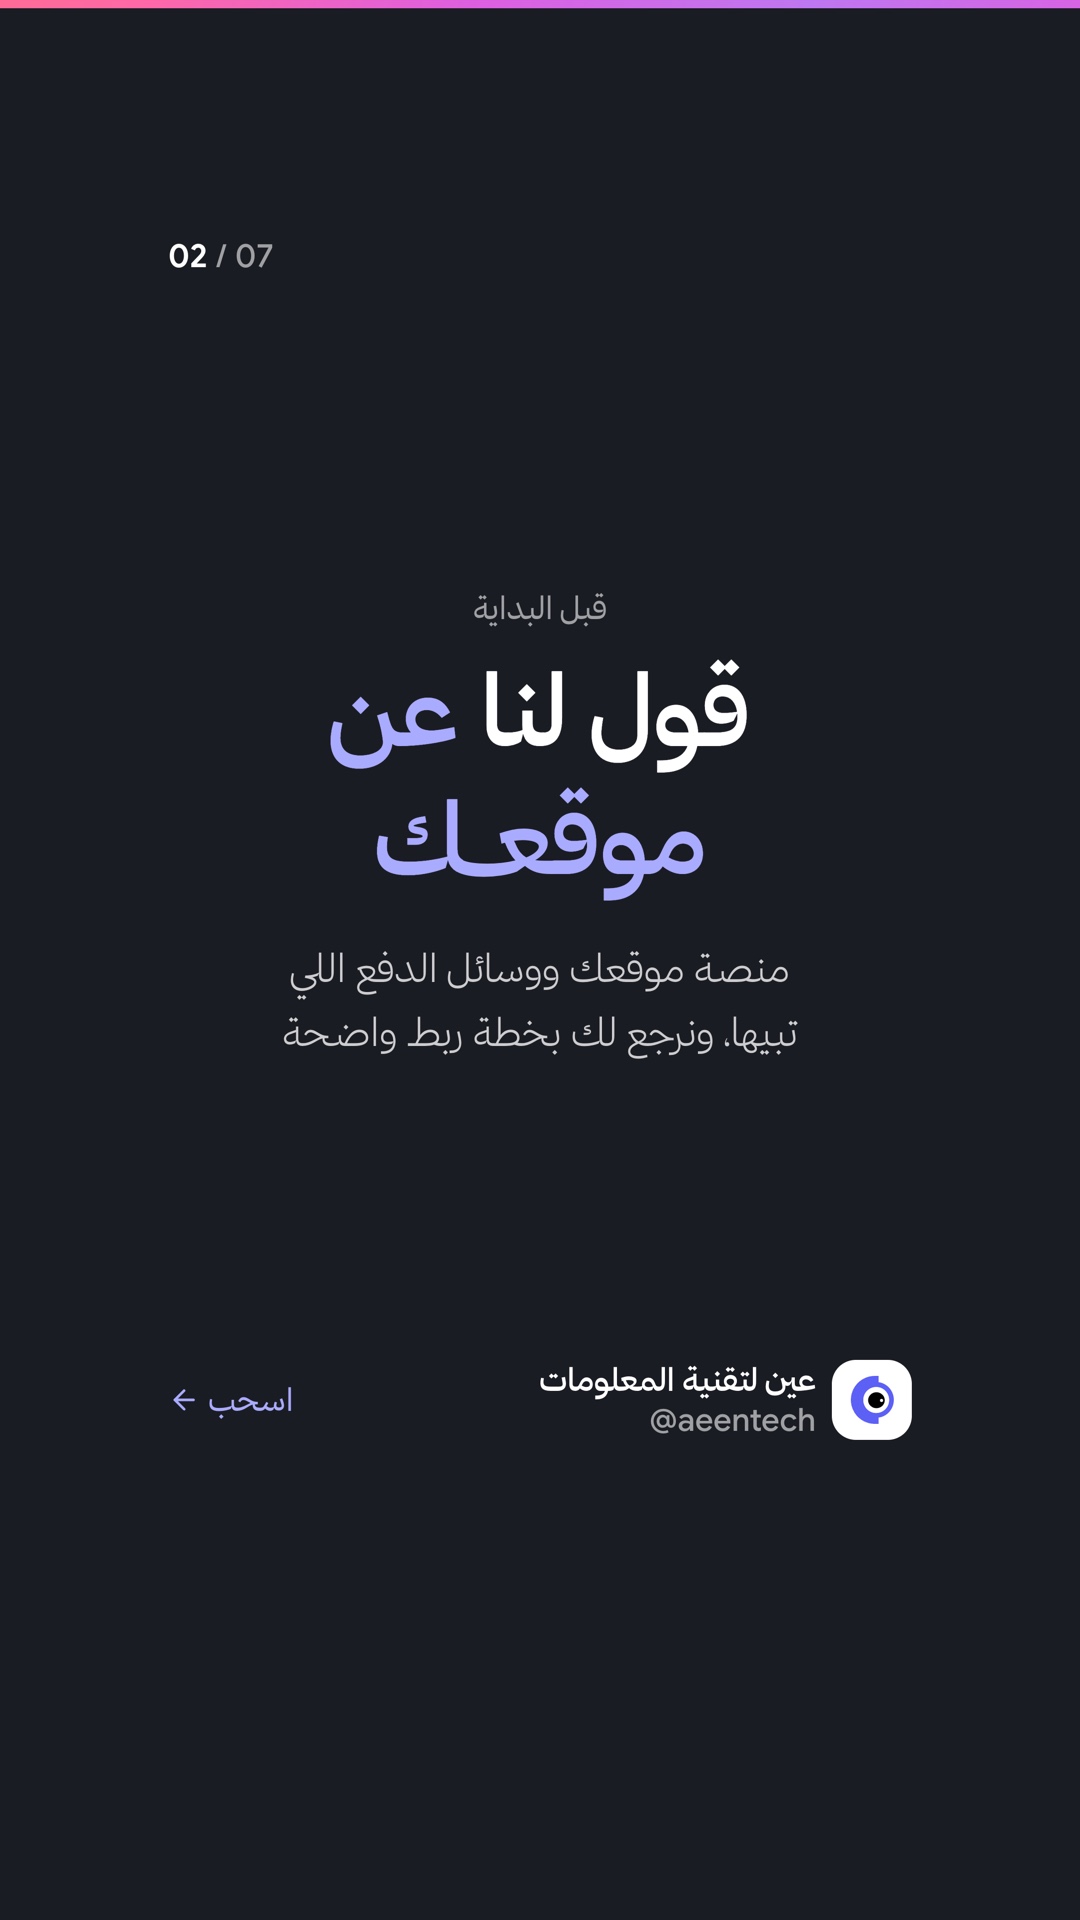 02 / 07
قبل البداية
قول لنا عن
موقعـك
منصة موقعك ووسائل الدفع اللي
تبيها، ونرجع لك بخطة ربط واضحة
عين لتقنية المعلومات
@aeentech
اسحب ←